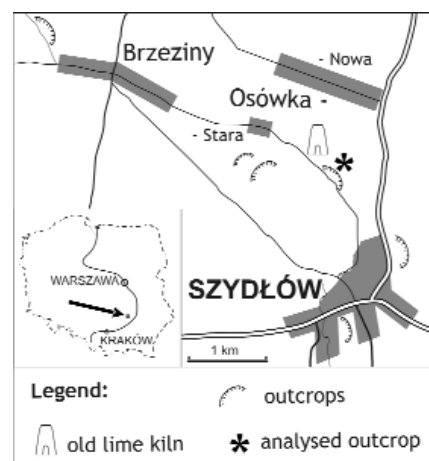 Brzeziny
- Nowa
Osówka -
- Stara
WARSZAWA
SZYDŁÓW
KRAKÓW
1 km
Legend:
outcrops
old lime kiln
* analysed outcrop